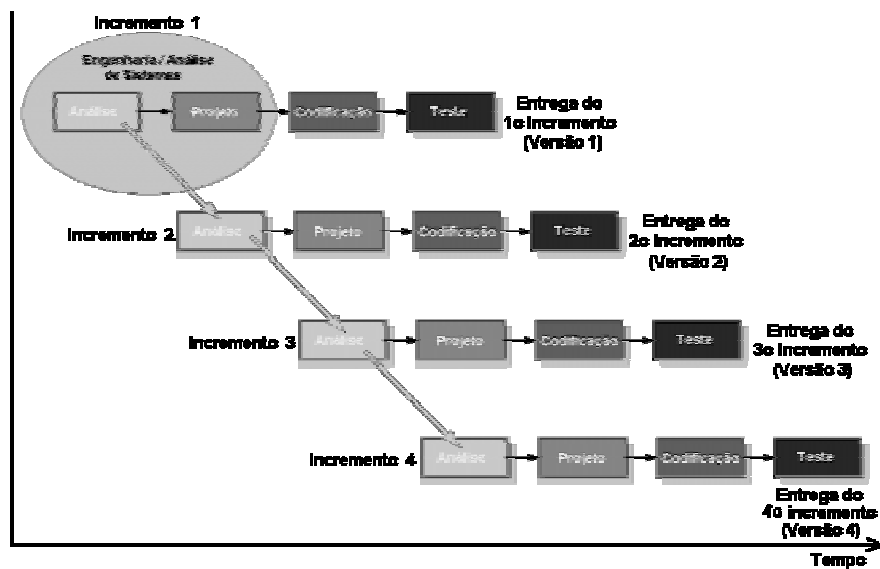 Incremento 1
Engenharia / Análise
de Sistemas
Análise
Projeto
Codificação
Teste
Entrega do
1o incremento
(Versão 1)
Incremento 2
Análise
Projeto
Codificação
Teste
Entrega do
2o incremento
(Versão 2)
Incremento 3
Análise
Projeto
Codificação
Teste
Entrega do
3o incremento
(Versão 3)
Incremento 4
Análise
Projeto
Codificação
Teste
Entrega do
4o incremento
(Versão 4)
Tempo